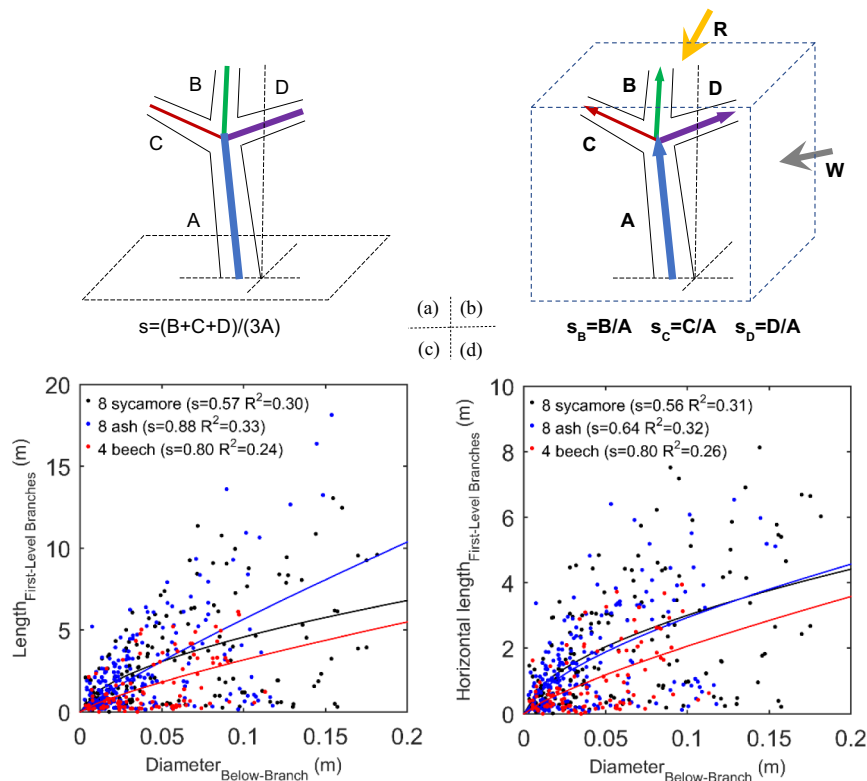 B
D
C
A
s=(B+C+D)/(3A)
R
B
D
C
W
A
s_B=B/A s_C=C/A s_D=D/A
(a) (b)
(c) (d)
20
15
10
5
0
Length_First-Level Branches (m)
8 sycamore (s=0.57 R²=0.30)
8 ash (s=0.88 R²=0.33)
4 beech (s=0.80 R²=0.24)
0 0.05 0.1 0.15 0.2
Diameter_Below-Branch (m)
10
8
6
4
2
0
Horizontal length_First-Level Branches (m)
8 sycamore (s=0.56 R²=0.31)
8 ash (s=0.64 R²=0.32)
4 beech (s=0.80 R²=0.26)
0 0.05 0.1 0.15 0.2
Diameter_Below-Branch (m)